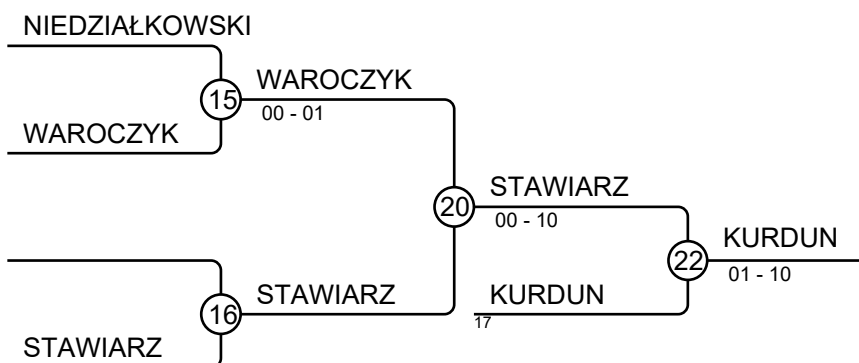 NIEDZIAŁKOWSKI
15
WAROCZYK
00 - 01
WAROCZYK
20
STAWIARZ
00 - 10
22
KURDUN
01 - 10
16
STAWIARZ
KURDUN
17
STAWIARZ